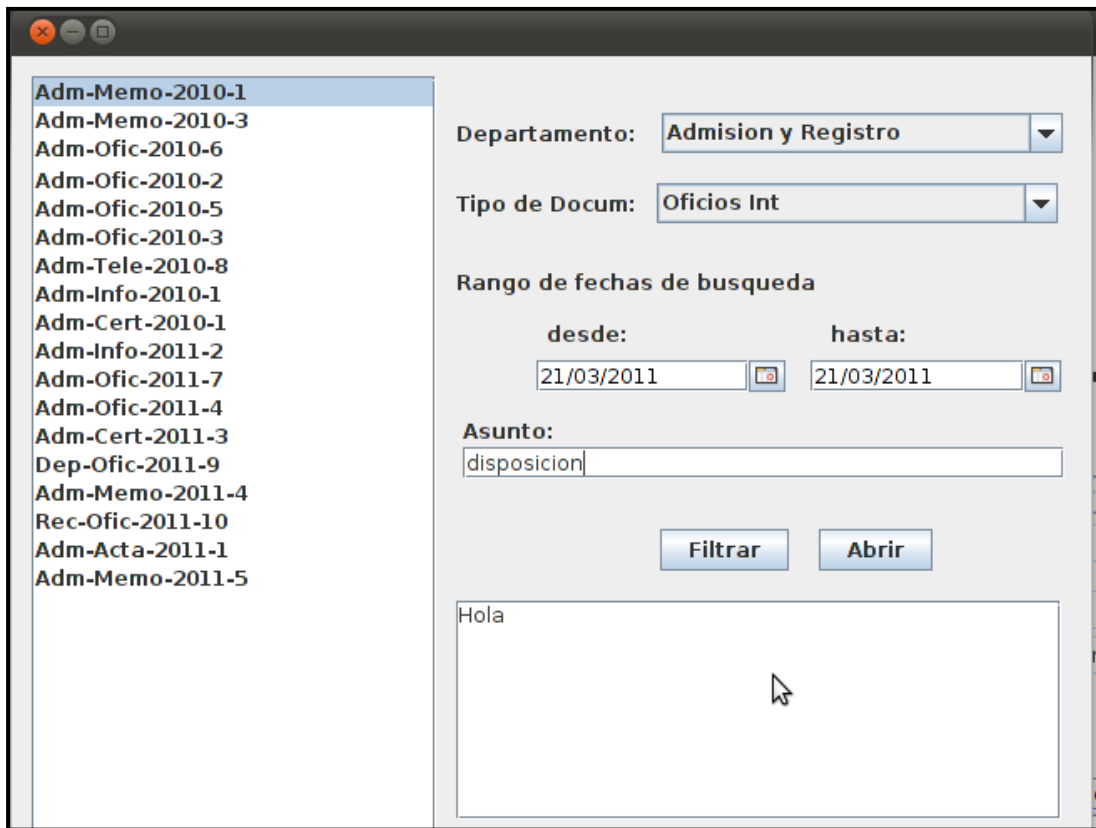 Adm-Memo-2010-1
Adm-Memo-2010-3
Adm-Ofic-2010-6
Adm-Ofic-2010-2
Adm-Ofic-2010-5
Adm-Ofic-2010-3
Adm-Tele-2010-8
Adm-Info-2010-1
Adm-Cert-2010-1
Adm-Info-2011-2
Adm-Ofic-2011-7
Adm-Ofic-2011-4
Adm-Cert-2011-3
Dep-Ofic-2011-9
Adm-Memo-2011-4
Rec-Ofic-2011-10
Adm-Acta-2011-1
Adm-Memo-2011-5
Departamento: Admision y Registro
Tipo de Docum: Oficios Int
Rango de fechas de busqueda
desde: hasta:
21/03/2011 21/03/2011
Asunto:
disposicion
Filtrar Abrir
Hola